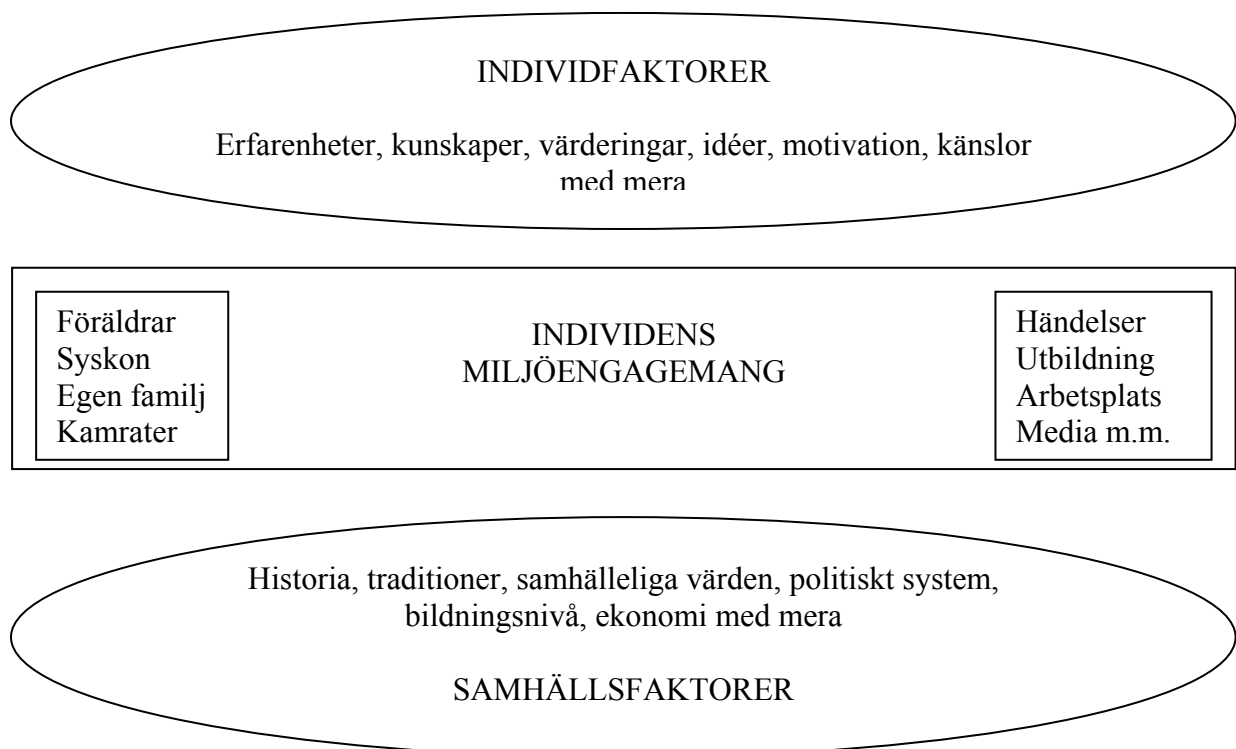 INDIVIDFAKTORER
Erfarenheter, kunskaper, värderingar, idéer, motivation, känslor
med mera
Föräldrar
Syskon
Egen familj
Kamrater
INDIVIDENS
MILJÖENGAGEMANG
Händelser
Utbildning
Arbetsplats
Media m.m.
Historia, traditioner, samhälleliga värden, politiskt system,
bildningsnivå, ekonomi med mera
SAMHÄLLSFAKTORER